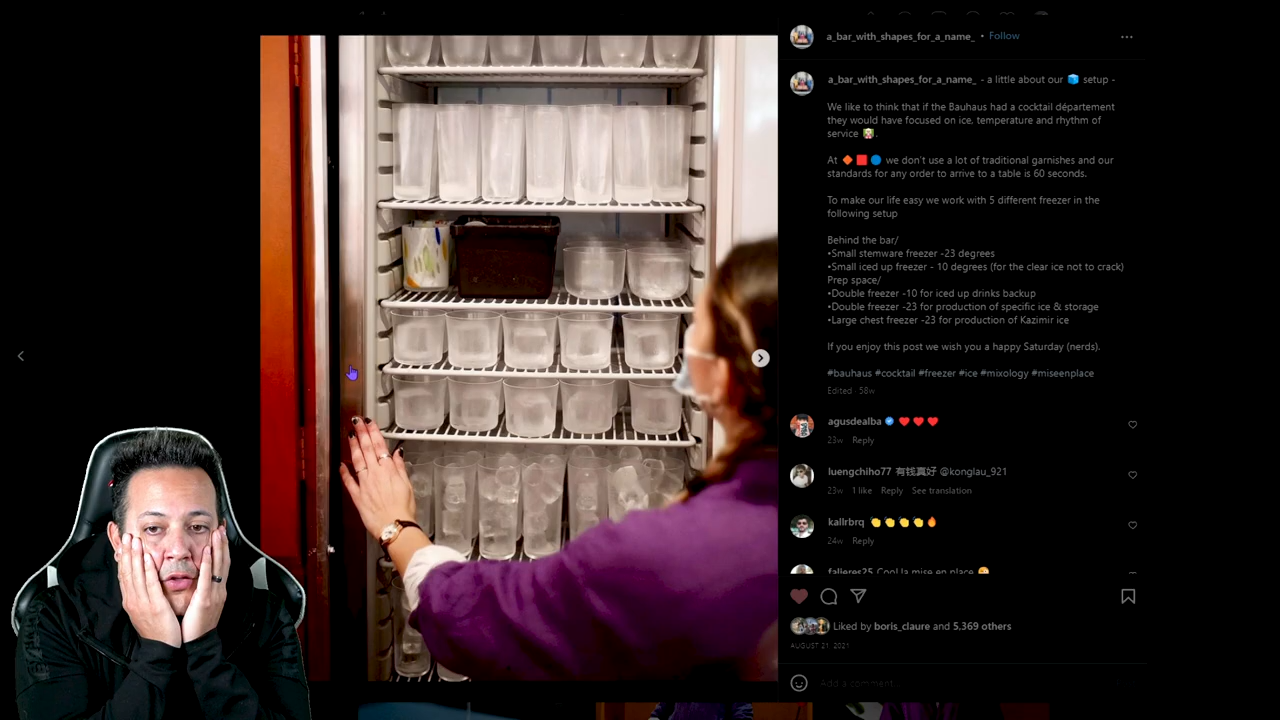 a_bar_with_shapes_for_a_name_ • Follow
a_bar_with_shapes_for_a_name_ - a little about our 🧊 setup -
We like to think that if the Bauhaus had a cocktail département
they would have focused on ice, temperature and rhythm of
service 👩🏻‍🍳.
At 🔶 🟥 🔵 we don't use a lot of traditional garnishes and our
standards for any order to arrive to a table is 60 seconds.
To make our life easy we work with 5 different freezer in the
following setup
Behind the bar/
•Small stemware freezer -23 degrees
•Small iced up freezer - 10 degrees (for the clear ice not to crack)
Prep space/
•Double freezer -10 for iced up drinks backup
•Double freezer -23 for production of specific ice & storage
•Large chest freezer -23 for production of Kazimir ice
If you enjoy this post we wish you a happy Saturday (nerds).
#bauhaus #cocktail #freezer #ice #mixology #miseenplace
Edited · 58w
agusdealba ❤️ ❤️ ❤️
23w Reply
luengchiho77 有钱真好 @konglau_921
23w 1 like Reply See translation
kallrbrq 👏 👏 👏 👏 🔥
24w Reply
falieres25 Cool la mise en place
Liked by boris_claure and 5,369 others
AUGUST 21, 2021
Add a comment...